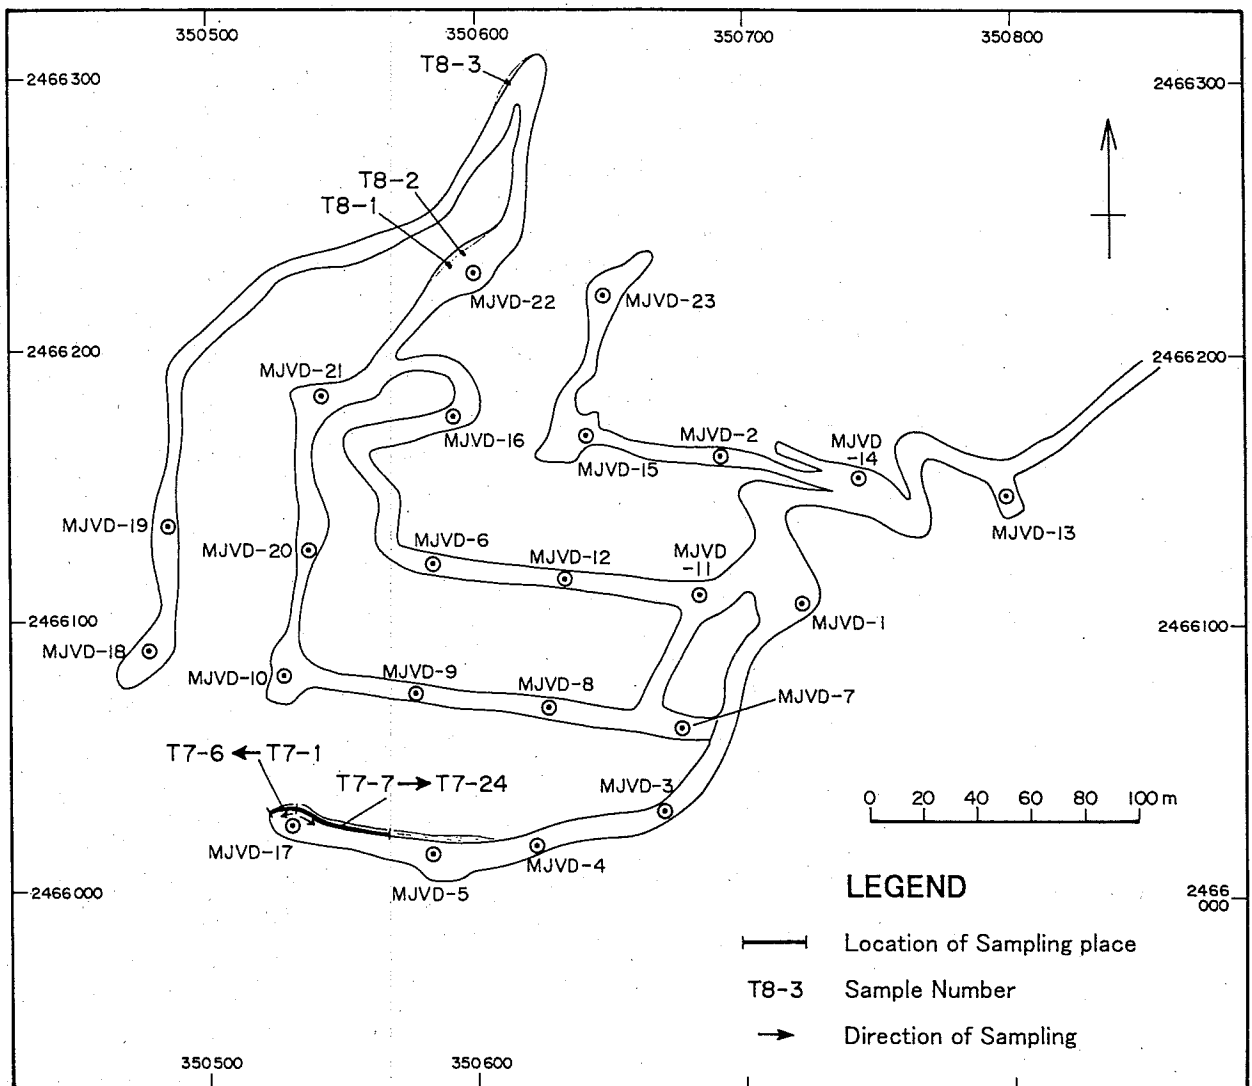 350500
350600
350700
350800
2466300
2466300
T8-3
T8-2
T8-1
MJVD-22
MJVD-23
2466200
2466200
MJVD-21
MJVD-16
MJVD-2
MJVD
-14
MJVD-15
MJVD-13
MJVD-19
MJVD-20
MJVD-6
MJVD-12
MJVD
-11
2466100
2466100
MJVD-1
MJVD-18
MJVD-10
MJVD-9
MJVD-8
MJVD-7
T7-6
T7-1
T7-7
T7-24
MJVD-3
0 20 40 60 80 100m
MJVD-17
MJVD-4
MJVD-5
2466000
2466
000
LEGEND
Location of Sampling place
T8-3 Sample Number
Direction of Sampling
350500
350600